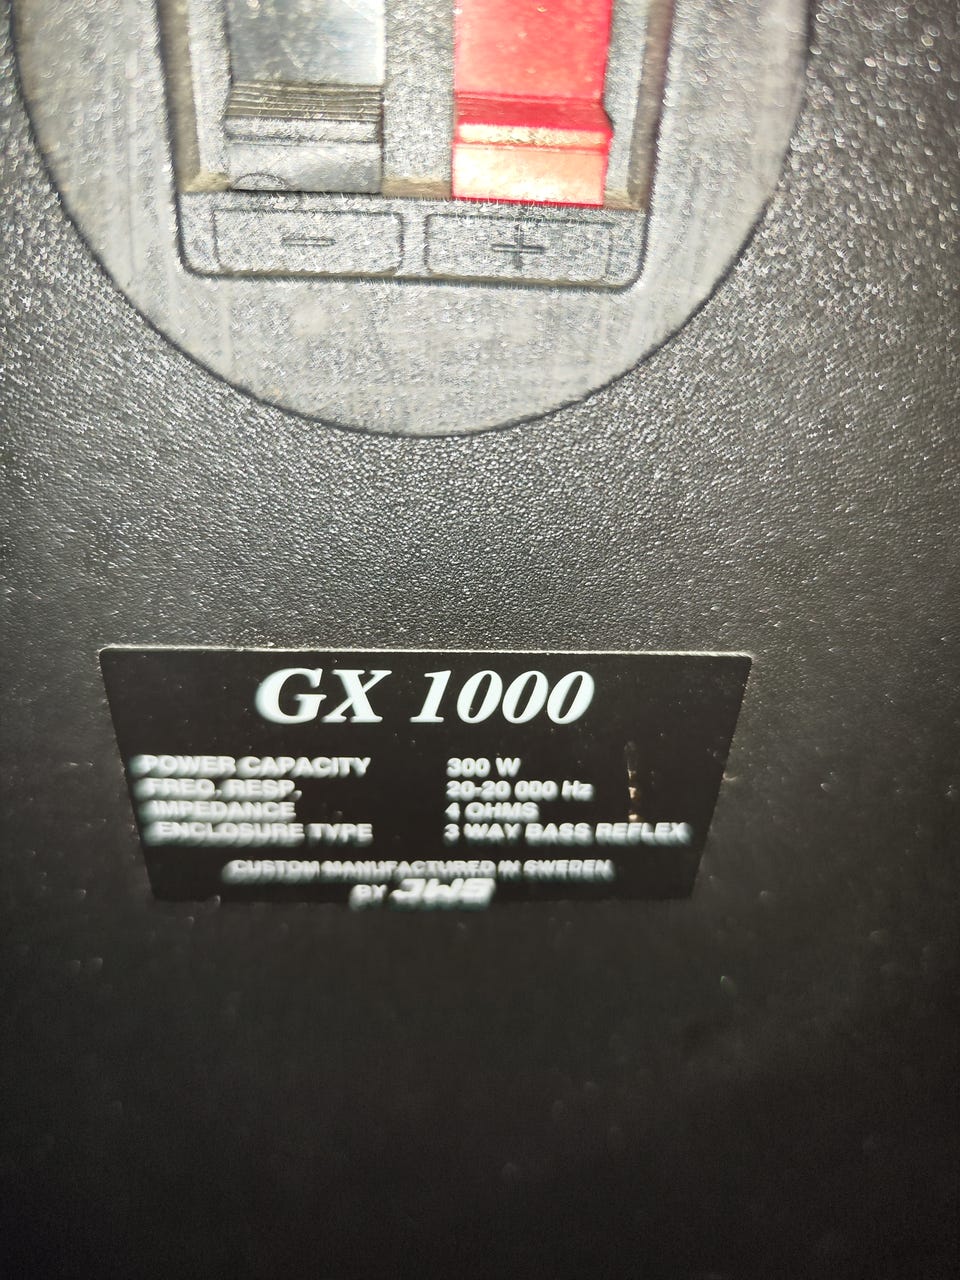 - +
GX 1000
POWER CAPACITY 300 W
FREQ. RESP. 20-20 000 Hz
IMPEDANCE 4 OHMS
ENCLOSURE TYPE 3 WAY BASS REFLEX
CUSTOM MANUFACTURED IN SWEDEN
BY JWS